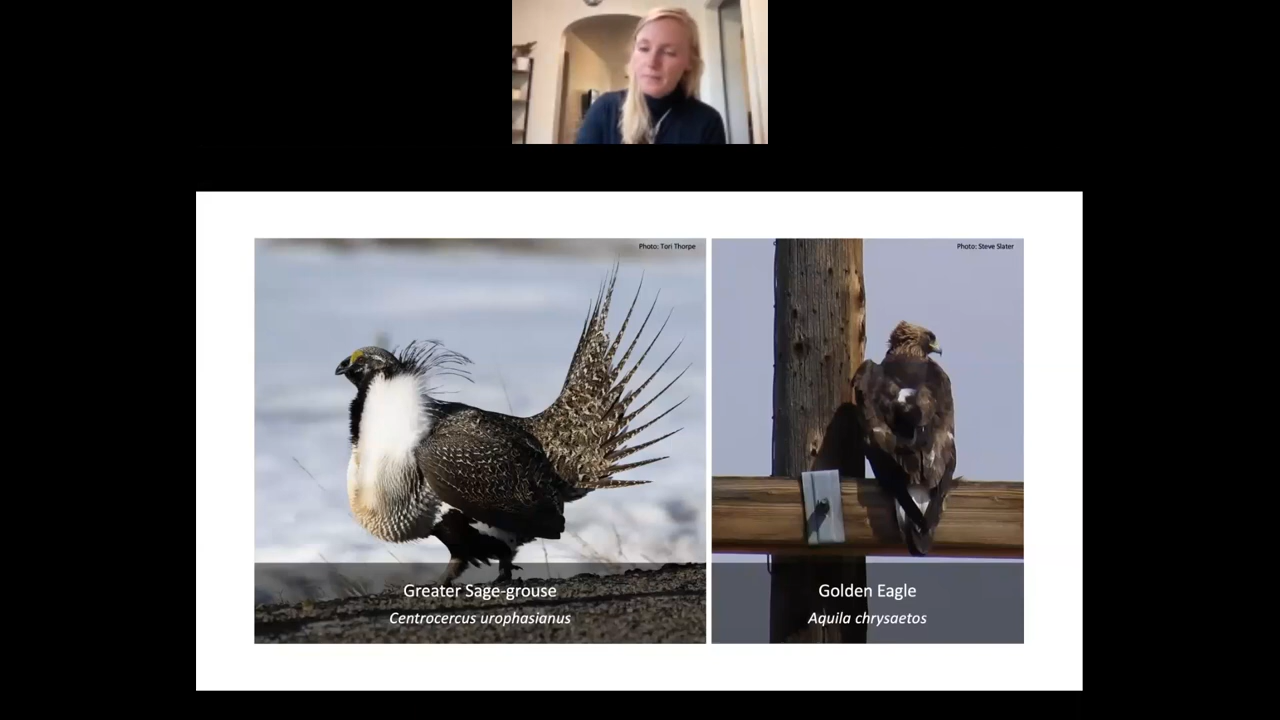 Photo: Tori Thorpe
Photo: Steve Slater
Greater Sage-grouse
Centrocercus urophasianus
Golden Eagle
Aquila chrysaetos